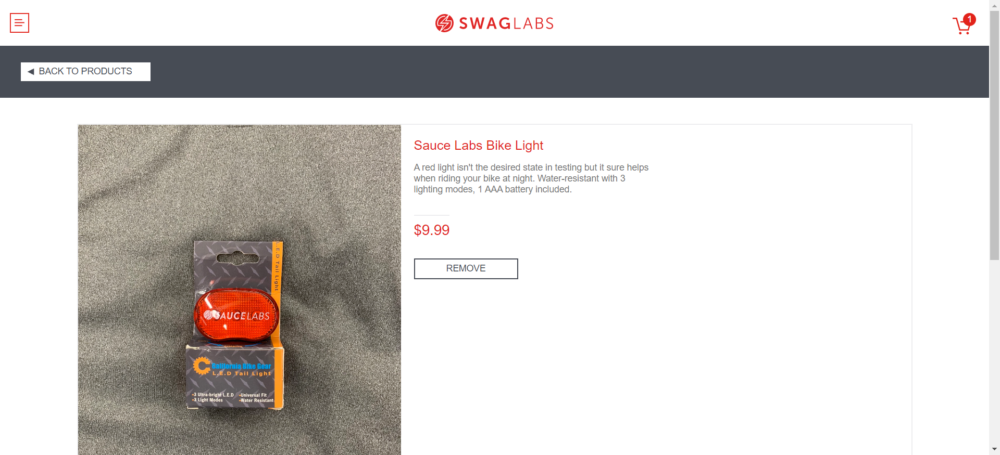 SWAGLABS
1
BACK TO PRODUCTS
Sauce Labs Bike Light
A red light isn't the desired state in testing but it sure helps
when riding your bike at night. Water-resistant with 3
lighting modes, 1 AAA battery included.
$9.99
REMOVE
L.E.D Tail Light
SAUCELABS
California Bike Gear
L.E.D Tail Light
-3 Ultra-bright L.E.D -Universal Fit
-3 Light Modes -Water Resistant